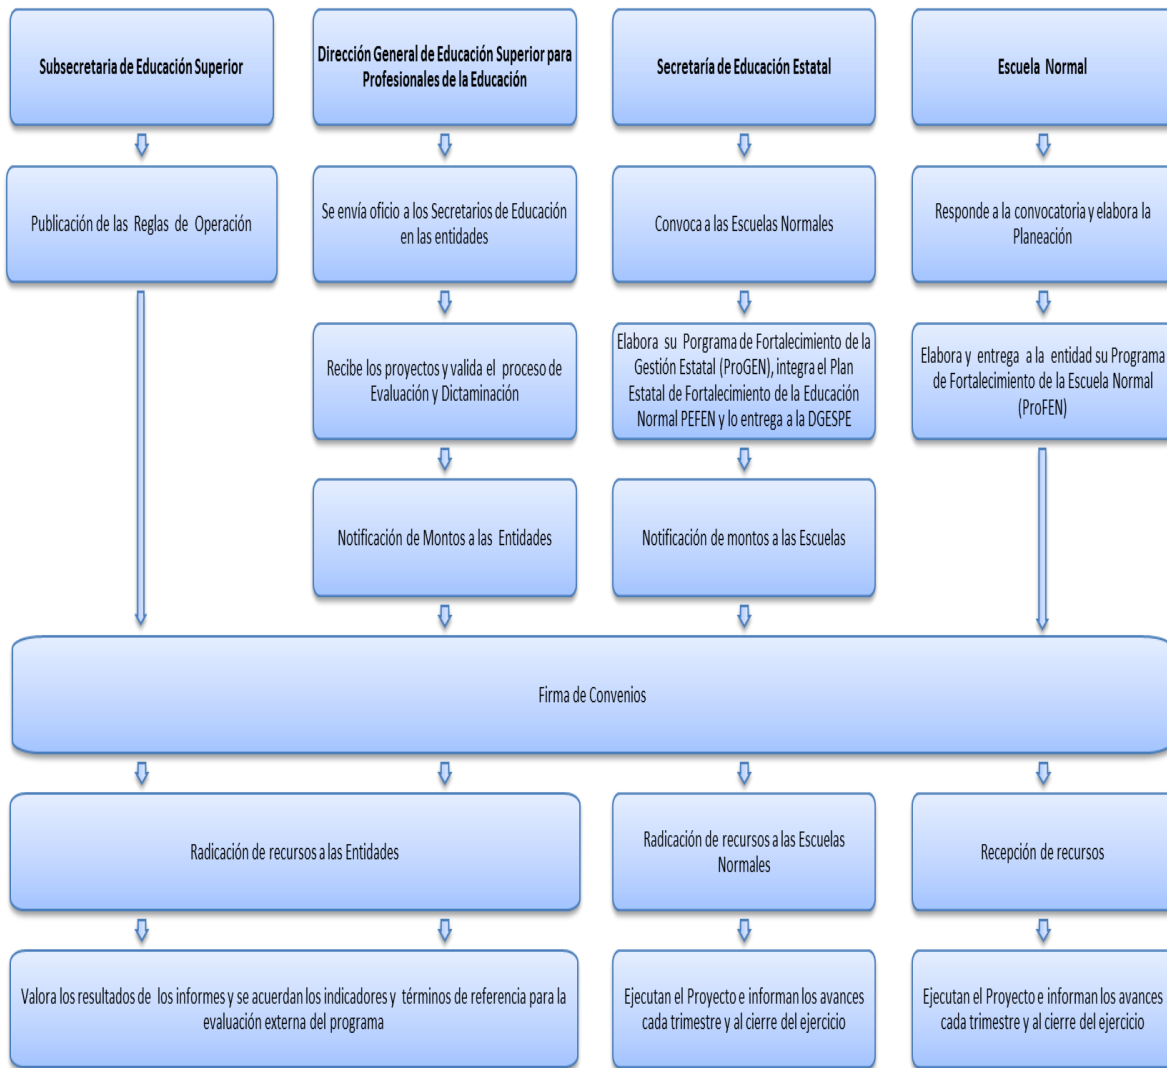 Subsecretaria de Educación Superior
Dirección General de Educación Superior para
Profesionales de la Educación
Secretaría de Educación Estatal
Escuela Normal
Publicación de las Reglas de Operación
Se envía oficio a los Secretarios de Educación
en las entidades
Convoca a las Escuelas Normales
Responde a la convocatoria y elabora la
Planeación
Recibe los proyectos y valida el proceso de
Evaluación y Dictaminación
Elabora su Porgrama de Fortalecimiento de la
Gestión Estatal (ProGEN), integra el Plan
Estatal de Fortalecimiento de la Educación
Normal PEFEN y lo entrega a la DGESPE
Elabora y entrega a la entidad su Programa
de Fortalecimiento de la Escuela Normal
(ProFEN)
Notificación de Montos a las Entidades
Notificación de montos a las Escuelas
Firma de Convenios
Radicación de recursos a las Entidades
Radicación de recursos a las Escuelas
Normales
Recepción de recursos
Valora los resultados de los informes y se acuerdan los indicadores y términos de referencia para la
evaluación externa del programa
Ejecutan el Proyecto e informan los avances
cada trimestre y al cierre del ejercicio
Ejecutan el Proyecto e informan los avances
cada trimestre y al cierre del ejercicio